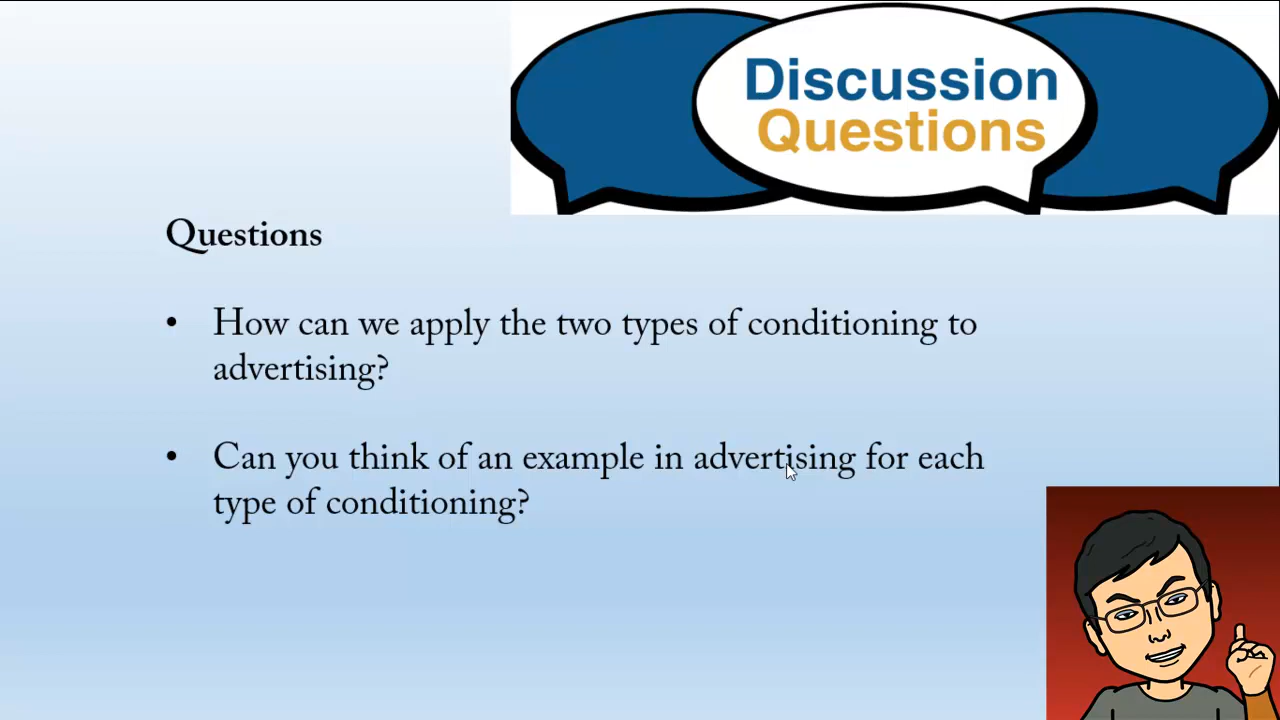 Discussion
Questions
Questions
• How can we apply the two types of conditioning to
advertising?
• Can you think of an example in advertising for each
type of conditioning?